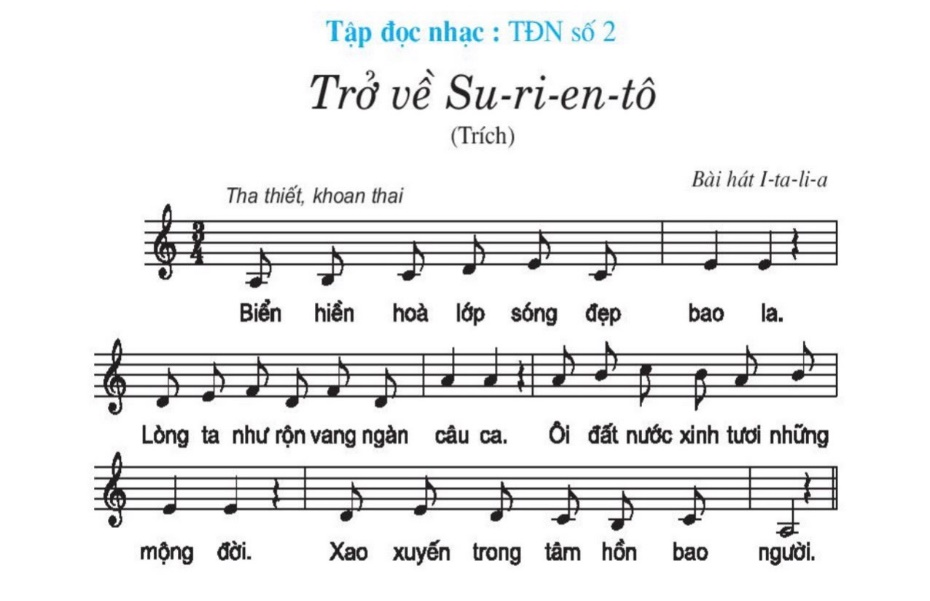 Tập đọc nhạc : TĐN số 2
Trở về Su-ri-en-tô
(Trích)
Bài hát I-ta-li-a
Tha thiết, khoan thai
3
4
Biển hiền hoà lớp sóng đẹp bao la.
Lòng ta như rộn vang ngàn câu ca. Ôi đất nước xinh tươi những
mộng đời. Xao xuyến trong tâm hồn bao người.